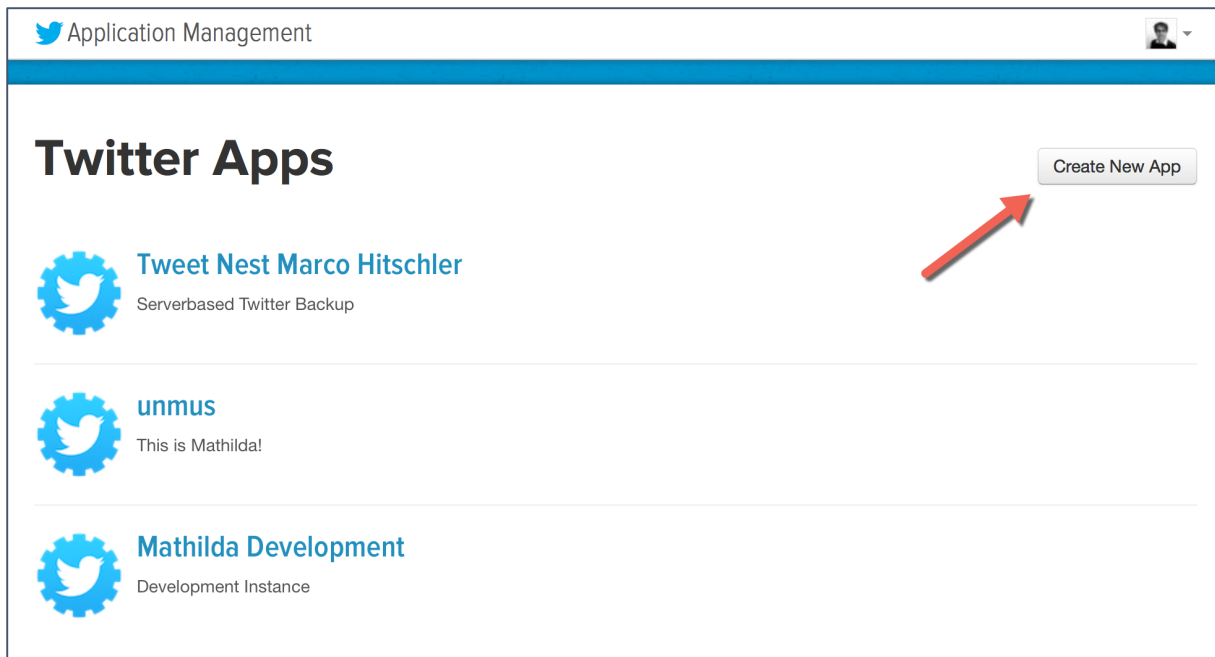 Application Management
Twitter Apps
Create New App
Tweet Nest Marco Hitschler
Serverbased Twitter Backup
unmus
This is Mathilda!
Mathilda Development
Development Instance